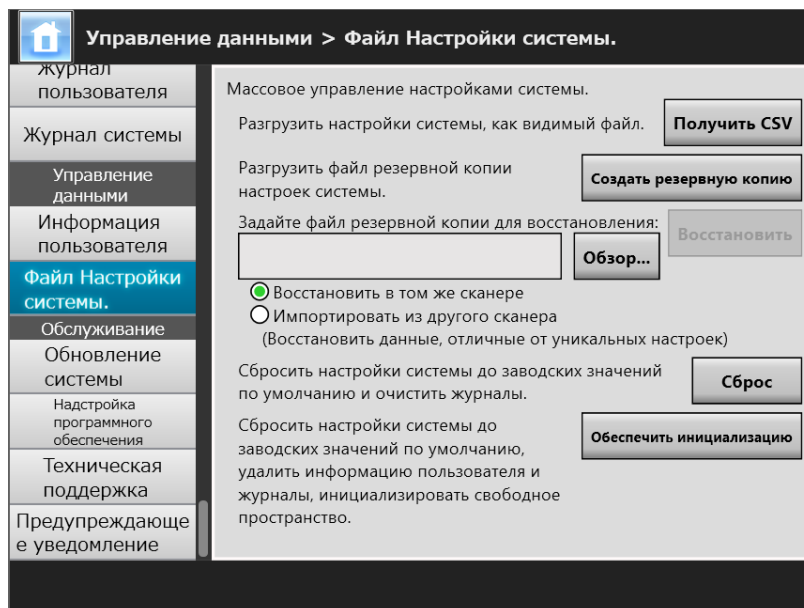 Управление данными > Файл Настройки системы.
Журнал
пользователя
Журнал системы
Управление
данными
Информация
пользователя
Файл Настройки
системы.
Обслуживание
Обновление
системы
Надстройка
программного
обеспечения
Техническая
поддержка
Предупреждающе
е уведомление
Массовое управление настройками системы.
Разгрузить настройки системы, как видимый файл.
Получить CSV
Разгрузить файл резервной копии
настроек системы.
Создать резервную копию
Задайте файл резервной копии для восстановления:
Восстановить
Обзор...
Восстановить в том же сканере
Импортировать из другого сканера
(Восстановить данные, отличные от уникальных настроек)
Сбросить настройки системы до заводских значений
по умолчанию и очистить журналы.
Сброс
Сбросить настройки системы до
заводских значений по умолчанию,
удалить информацию пользователя и
журналы, инициализировать свободное
пространство.
Обеспечить инициализацию